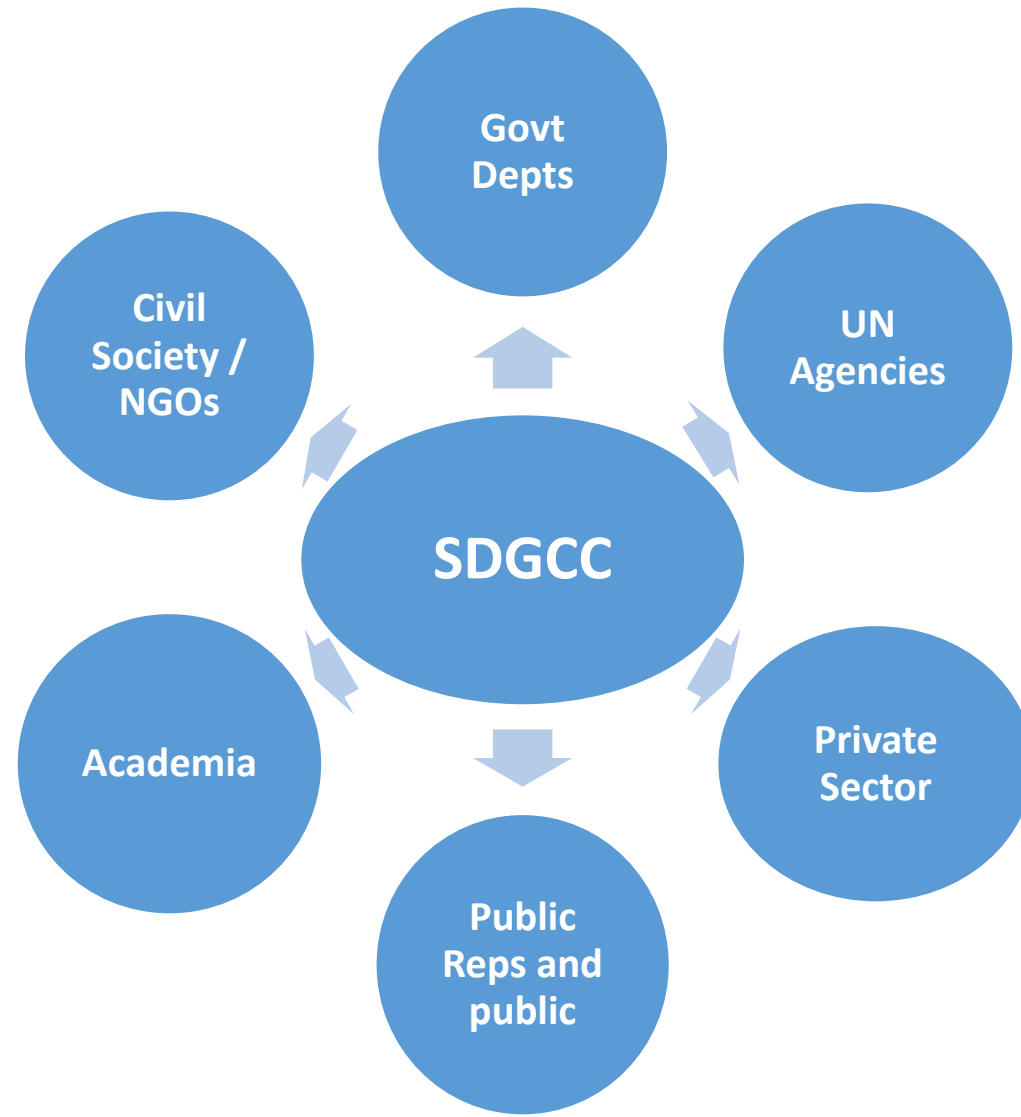 Govt
Depts
Civil
Society /
NGOs
UN
Agencies
SDGCC
Academia
Private
Sector
Public
Reps and
public